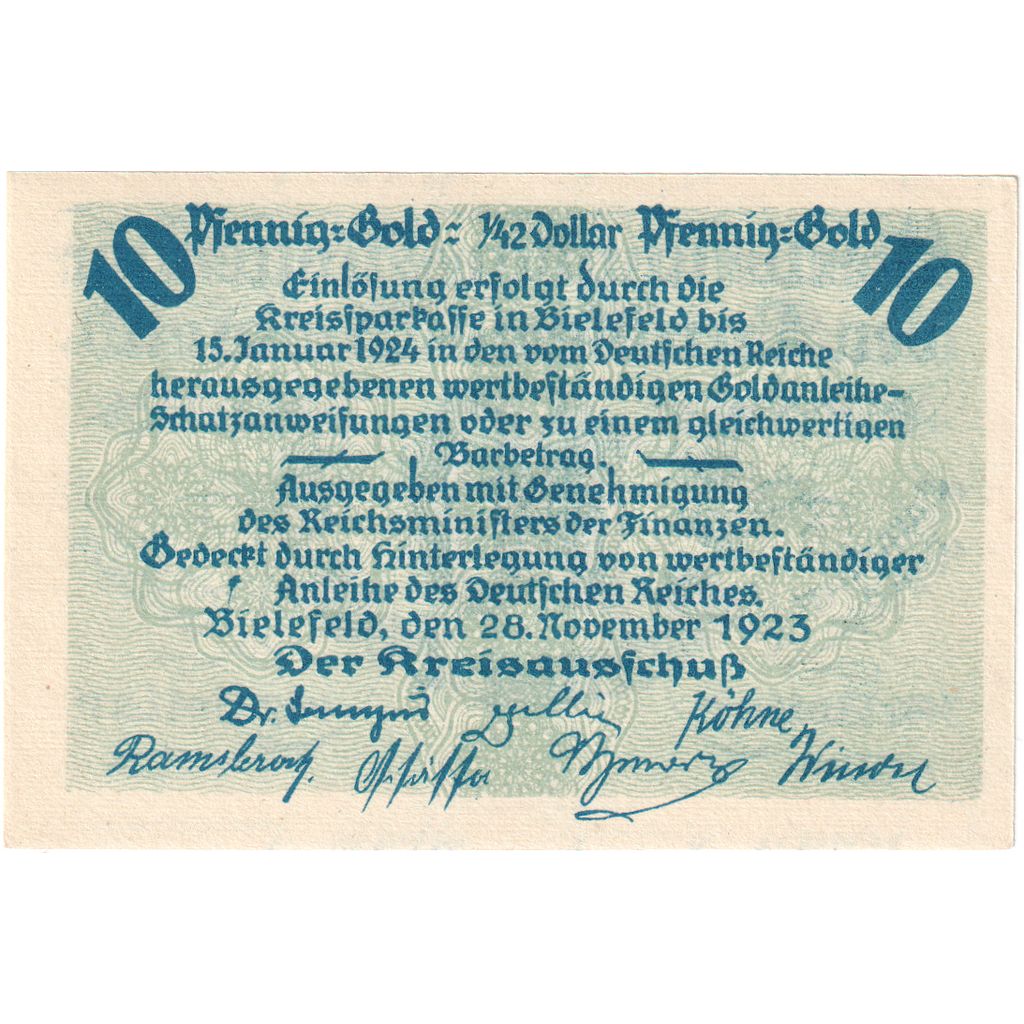 10 Pfennig=Gold = 1/42 Dollar Pfennig=Gold 10
Einlösung erfolgt durch die
Kreissparkasse in Bielefeld bis
15. Januar 1924 in den vom Deutschen Reiche
herausgegebenen wertbeständigen Goldanleihe-
Schatzanweisungen oder zu einem gleichwertigen
Barbetrag.
Ausgegeben mit Genehmigung
des Reichsministers der Finanzen.
Gedeckt durch Hinterlegung von wertbeständiger
Anleihe des Deutschen Reiches.
Bielefeld, den 28. November 1923
Der Kreisausschuß
Dr. Köhne
Ramsbrock.